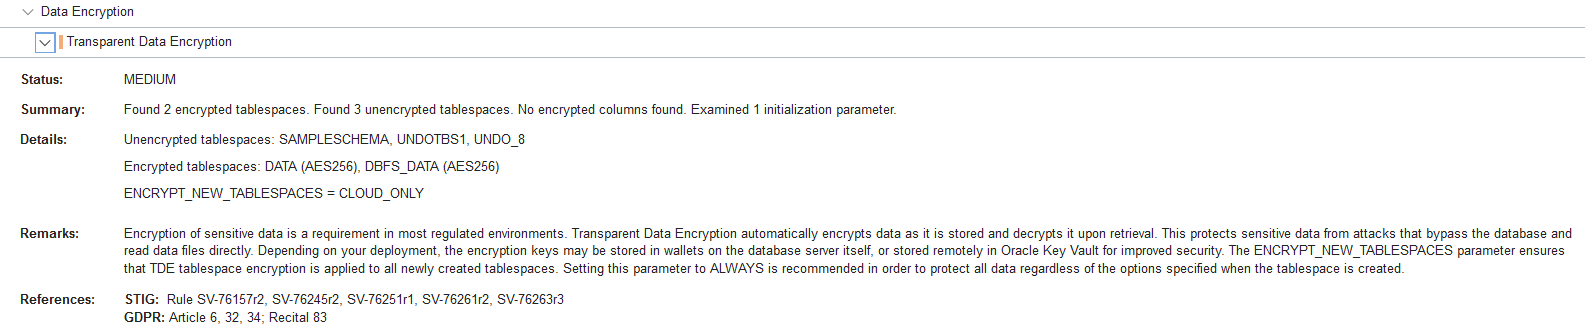 Data Encryption
Transparent Data Encryption
Status: MEDIUM
Summary: Found 2 encrypted tablespaces. Found 3 unencrypted tablespaces. No encrypted columns found. Examined 1 initialization parameter.
Details: Unencrypted tablespaces: SAMPLESCHEMA, UNDOTBS1, UNDO_8
Encrypted tablespaces: DATA (AES256), DBFS_DATA (AES256)
ENCRYPT_NEW_TABLESPACES = CLOUD_ONLY
Remarks: Encryption of sensitive data is a requirement in most regulated environments. Transparent Data Encryption automatically encrypts data as it is stored and decrypts it upon retrieval. This protects sensitive data from attacks that bypass the database and
read data files directly. Depending on your deployment, the encryption keys may be stored in wallets on the database server itself, or stored remotely in Oracle Key Vault for improved security. The ENCRYPT_NEW_TABLESPACES parameter ensures
that TDE tablespace encryption is applied to all newly created tablespaces. Setting this parameter to ALWAYS is recommended in order to protect all data regardless of the options specified when the tablespace is created.
References: STIG: Rule SV-76157r2, SV-76245r2, SV-76251r1, SV-76261r2, SV-76263r3
GDPR: Article 6, 32, 34; Recital 83